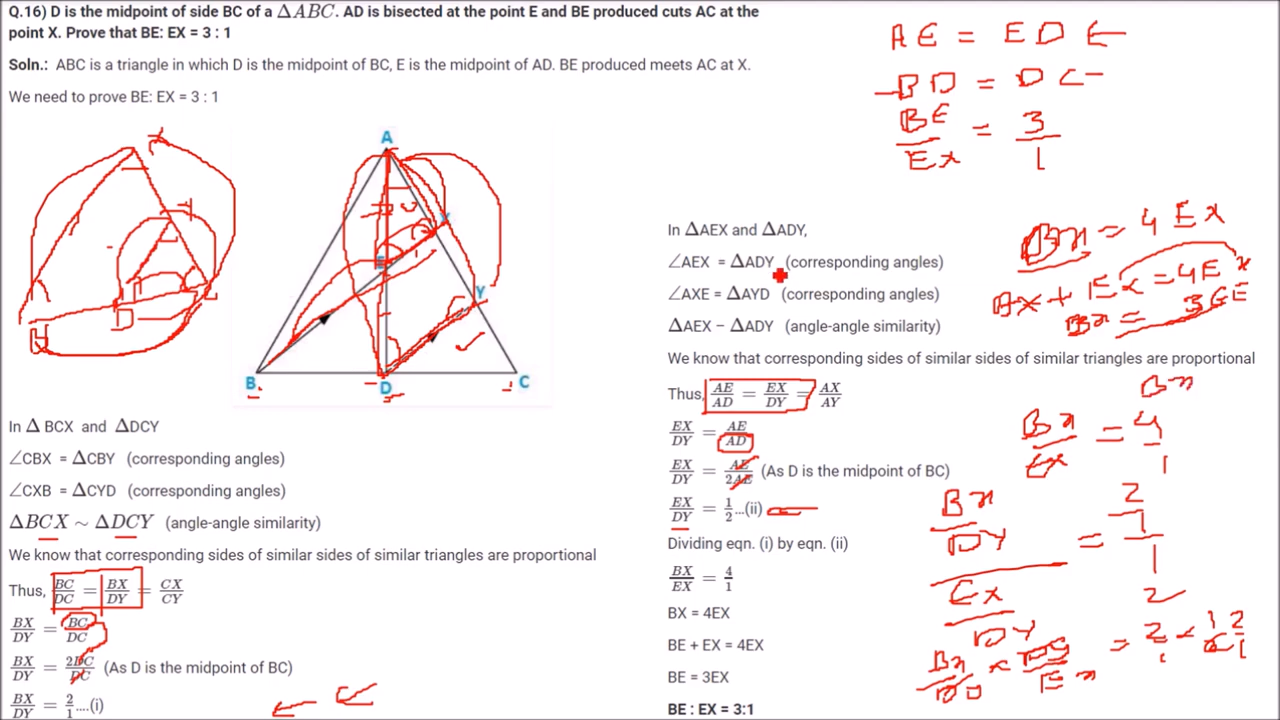 Q.16) D is the midpoint of side BC of a ΔABC. AD is bisected at the point E and BE produced cuts AC at the
point X. Prove that BE: EX = 3 : 1
Soln.: ABC is a triangle in which D is the midpoint of BC, E is the midpoint of AD. BE produced meets AC at X.
We need to prove BE: EX = 3 : 1
A
X
E
Y
B
D
C
In Δ BCX and ΔDCY
∠CBX = ΔCBY (corresponding angles)
∠CXB = ΔCYD (corresponding angles)
ΔBCX ~ ΔDCY (angle-angle similarity)
We know that corresponding sides of similar sides of similar triangles are proportional
Thus, BC/DC = BX/DY = CX/CY
BX/DY = BC/DC
BX/DY = 2DC/DC (As D is the midpoint of BC)
BX/DY = 2/1 ....(i)
AE = ED
BD = DC
BE/EX = 3/1
In ΔAEX and ΔADY,
∠AEX = ΔADY (corresponding angles)
∠AXE = ΔAYD (corresponding angles)
ΔAEX − ΔADY (angle-angle similarity)
We know that corresponding sides of similar sides of similar triangles are proportional
Thus, AE/AD = EX/DY = AX/AY
EX/DY = AE/AD
EX/DY = AE/2AE (As D is the midpoint of BC)
EX/DY = 1/2 ...(ii)
Dividing eqn. (i) by eqn. (ii)
BX/EX = 4/1
BX = 4EX
BE + EX = 4EX
BE = 3EX
BE : EX = 3:1
Bx = 4 Ex
Bx + Ex = 4Ex
Bx/Ex = 4/1
Bx/DY
Ex/DY